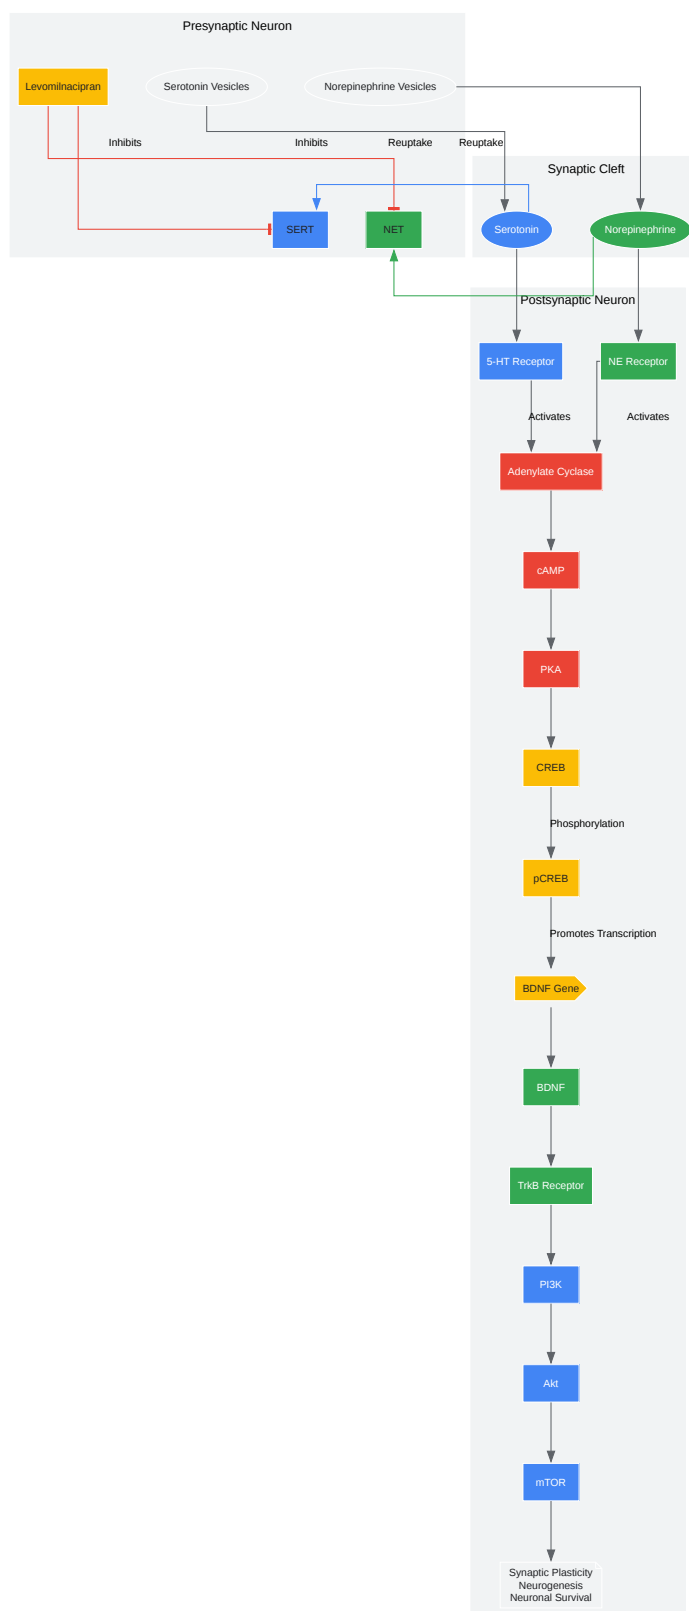 Presynaptic Neuron
Levomilnacipran
Serotonin Vesicles
Norepinephrine Vesicles
Inhibits
Inhibits
Reuptake
Reuptake
Synaptic Cleft
SERT
NET
Serotonin
Norepinephrine
Postsynaptic Neuron
5-HT Receptor
NE Receptor
Activates
Activates
Adenylate Cyclase
cAMP
PKA
CREB
Phosphorylation
pCREB
Promotes Transcription
BDNF Gene
BDNF
TrkB Receptor
PI3K
Akt
mTOR
Synaptic Plasticity
Neurogenesis
Neuronal Survival